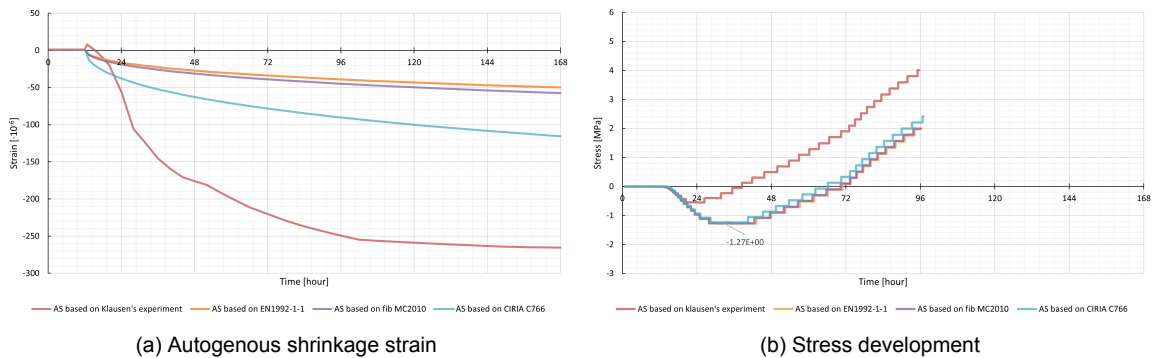 50
0
-50
-100
-150
-200
-250
-300
0
24
48
72
96
120
144
168
Strain [·10⁻⁶]
Time [hour]
AS based on Klausen's experiment
AS based on EN1992-1-1
AS based on fib MC2010
AS based on CIRIA C766
(a) Autogenous shrinkage strain
6
5
4
3
2
1
0
-1
-2
-3
0
24
48
72
96
120
144
168
-1.27E+00
Stress [MPa]
Time [hour]
AS based on klausen's experiment
AS based on EN1992-1-1
AS based on fib MC2010
AS based on CIRIA C766
(b) Stress development